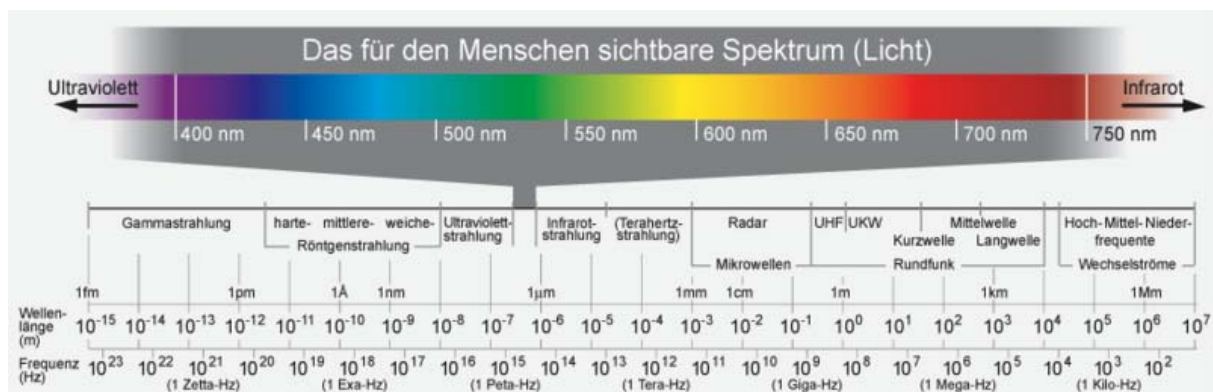 Das für den Menschen sichtbare Spektrum (Licht)
Ultraviolett Infrarot
400 nm 450 nm 500 nm 550 nm 600 nm 650 nm 700 nm 750 nm
Gammastrahlung harte- mittlere- weiche- Ultraviolett- Infrarot- (Terahertz- Radar UHF UKW Mittelwelle Hoch- Mittel- Nieder-
strahlung strahlung strahlung) Kurzwelle Langwelle frequente
Röntgenstrahlung Mikrowellen Rundfunk Wechselströme
1fm 1pm 1Å 1nm 1µm 1mm 1cm 1m 1km 1Mm
Wellen-
länge
(m) 10⁻¹⁵ 10⁻¹⁴ 10⁻¹³ 10⁻¹² 10⁻¹¹ 10⁻¹⁰ 10⁻⁹ 10⁻⁸ 10⁻⁷ 10⁻⁶ 10⁻⁵ 10⁻⁴ 10⁻³ 10⁻² 10⁻¹ 10⁰ 10¹ 10² 10³ 10⁴ 10⁵ 10⁶ 10⁷
Frequenz
(Hz) 10²³ 10²² 10²¹ 10²⁰ 10¹⁹ 10¹⁸ 10¹⁷ 10¹⁶ 10¹⁵ 10¹⁴ 10¹³ 10¹² 10¹¹ 10¹⁰ 10⁹ 10⁸ 10⁷ 10⁶ 10⁵ 10⁴ 10³ 10²
(1 Zetta-Hz) (1 Exa-Hz) (1 Peta-Hz) (1 Tera-Hz) (1 Giga-Hz) (1 Mega-Hz) (1 Kilo-Hz)